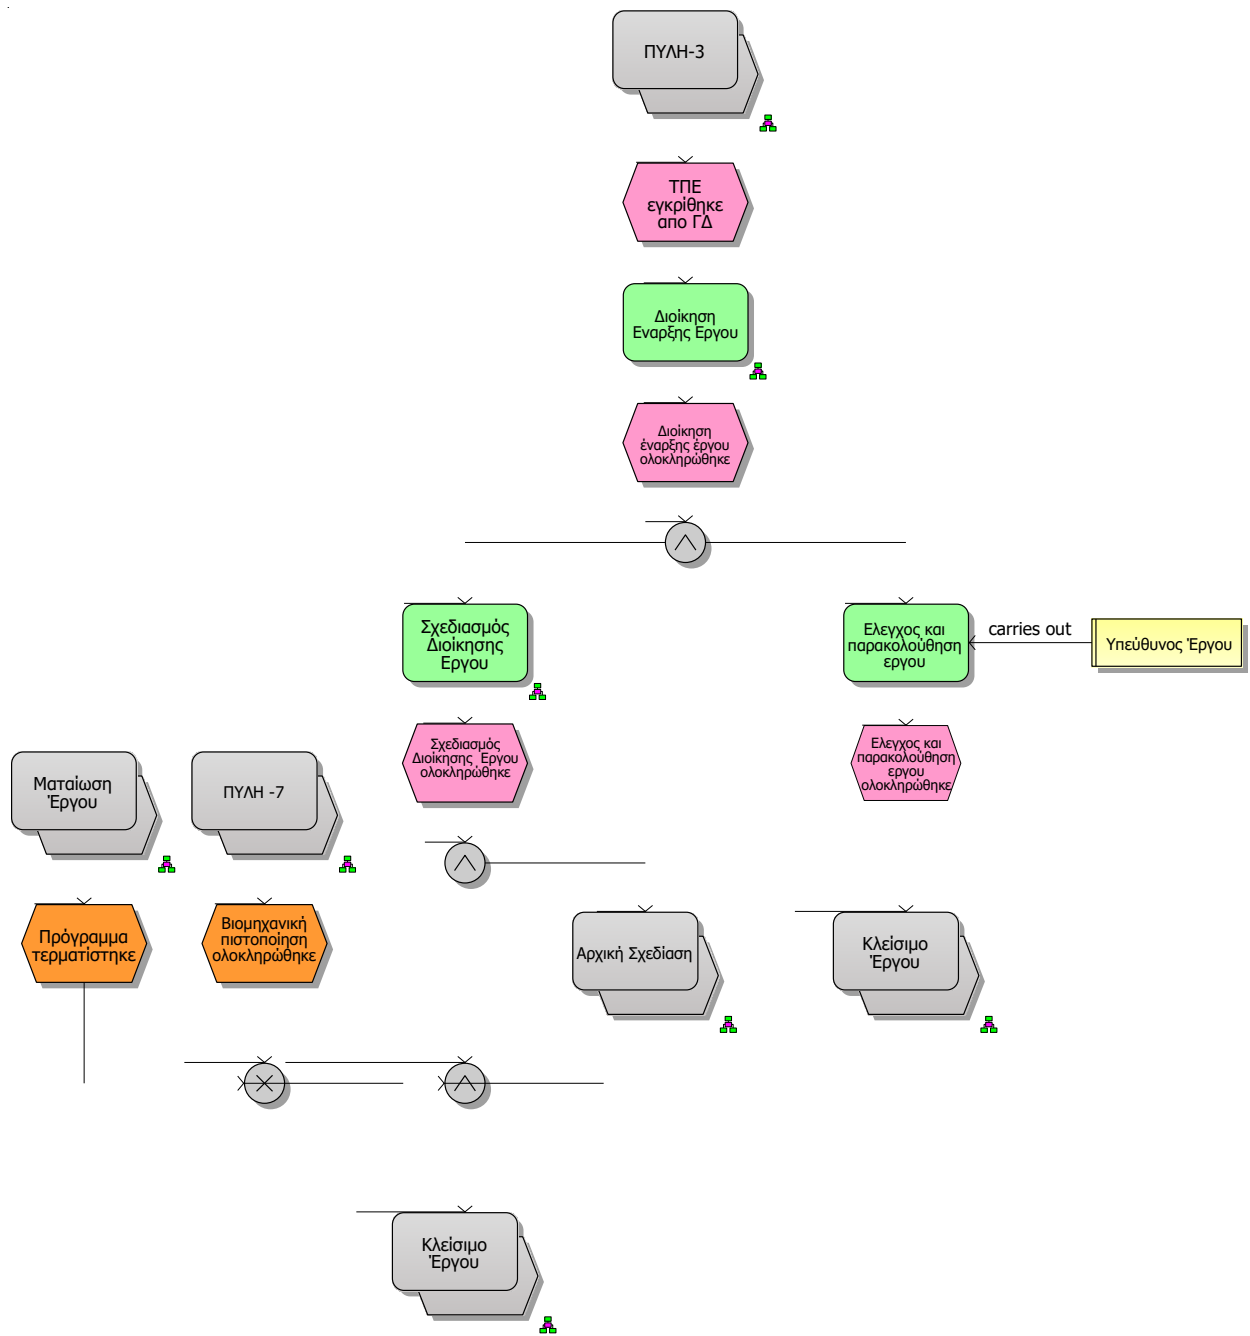 ΠΥΛΗ-3
ΤΠΕ
εγκρίθηκε
απο ΓΔ
Διοίκηση
Εναρξης Εργου
Διοίκηση
έναρξης έργου
ολοκληρώθηκε
Σχεδιασμός
Διοίκησης
Εργου
Ελεγχος και
παρακολούθηση
εργου
carries out
Υπεύθυνος Έργου
Σχεδιασμός
Διοίκησης Εργου
ολοκληρώθηκε
Ελεγχος και
παρακολούθηση
εργου
ολοκληρώθηκε
Ματαίωση
Έργου
ΠΥΛΗ -7
Πρόγραμμα
τερματίστηκε
Βιομηχανική
πιστοποίηση
ολοκληρώθηκε
Αρχική Σχεδίαση
Κλείσιμο
Έργου
Κλείσιμο
Έργου